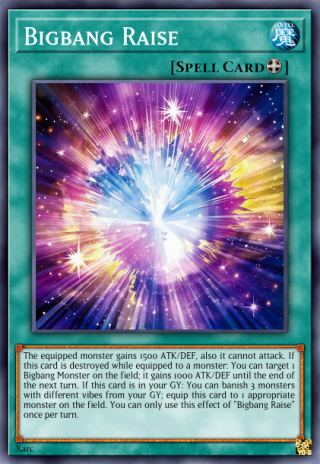 Bigbang Raise
魔
[Spell Card]
The equipped monster gains 1500 ATK/DEF, also it cannot attack. If
this card is destroyed while equipped to a monster: You can target 1
Bigbang Monster on the field; it gains 1000 ATK/DEF until the end of
the next turn. If this card is in your GY: You can banish 3 monsters
with different vibes from your GY; equip this card to 1 appropriate
monster on the field. You can only use this effect of "Bigbang Raise"
once per turn.
Xarc